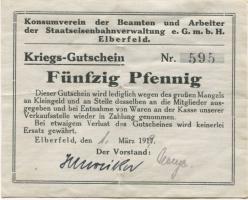 Konsumverein der Beamten und Arbeiter
der Staatseisenbahnverwaltung e. G. m. b. H.
Elberfeld.
Kriegs-Gutschein Nr. 595
Fünfzig Pfennig
Dieser Gutschein wird lediglich wegen des großen Mangels
an Kleingeld und an Stelle desselben an die Mitglieder aus-
gegeben und bei Entnahme von Waren an der Kasse unserer
Verkaufsstelle wieder in Zahlung genommen.
Bei etwaigem Verlust des Gutscheines wird keinerlei
Ersatz gewährt.
Elberfeld, den 1. März 1919.
Der Vorstand: